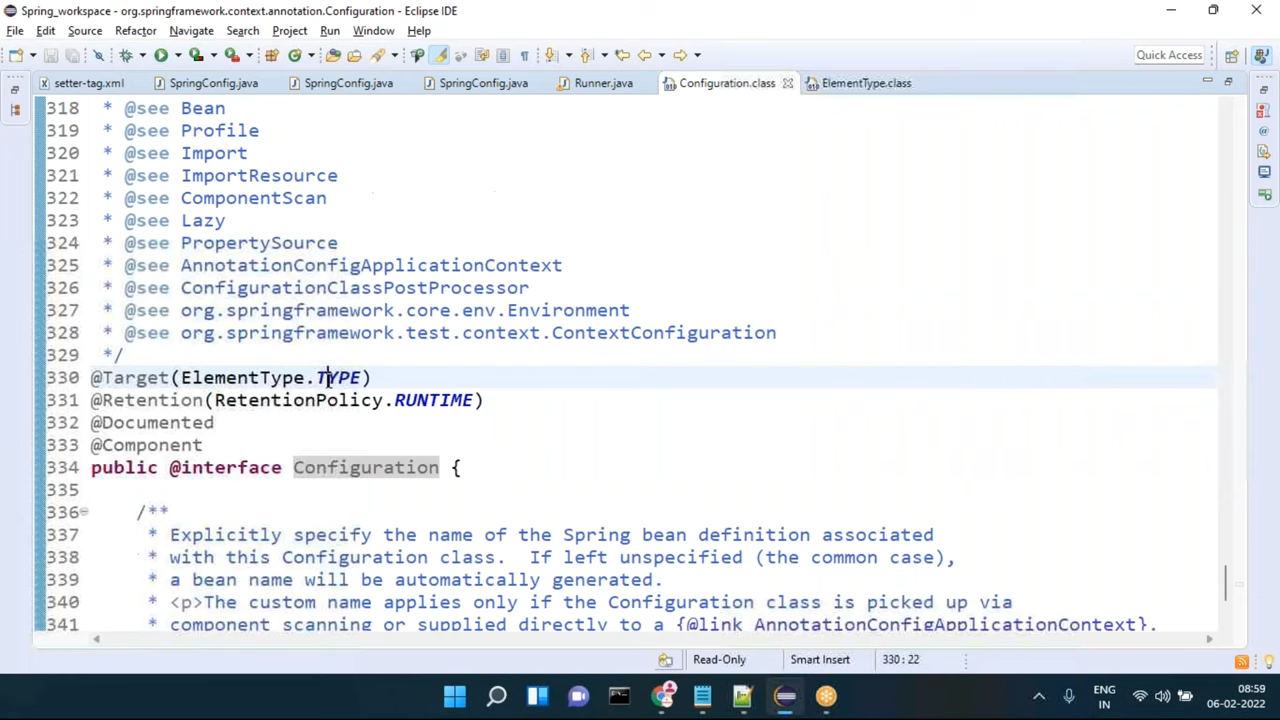 Spring_workspace - org.springframework.context.annotation.Configuration - Eclipse IDE
File Edit Source Refactor Navigate Search Project Run Window Help
Quick Access
setter-tag.xml SpringConfig.java SpringConfig.java SpringConfig.java Runner.java Configuration.class ElementType.class
318 * @see Bean
319 * @see Profile
320 * @see Import
321 * @see ImportResource
322 * @see ComponentScan
323 * @see Lazy
324 * @see PropertySource
325 * @see AnnotationConfigApplicationContext
326 * @see ConfigurationClassPostProcessor
327 * @see org.springframework.core.env.Environment
328 * @see org.springframework.test.context.ContextConfiguration
329 */
330 @Target(ElementType.TYPE)
331 @Retention(RetentionPolicy.RUNTIME)
332 @Documented
333 @Component
334 public @interface Configuration {
335
336 /**
337 * Explicitly specify the name of the Spring bean definition associated
338 * with this Configuration class. If left unspecified (the common case),
339 * a bean name will be automatically generated.
340 * <p>The custom name applies only if the Configuration class is picked up via
341 * component scanning or supplied directly to a {@link AnnotationConfigApplicationContext}.
Read-Only Smart Insert 330 : 22
ENG 08:59
IN 06-02-2022